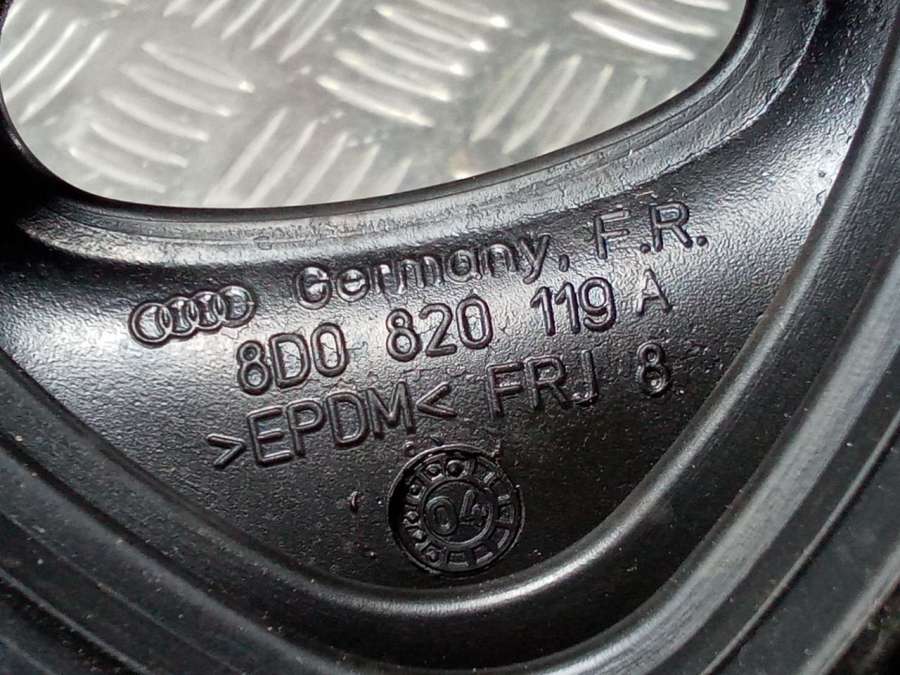 Germany, F.R.
8D0 820 119 A
>EPDM< FRJ 8
04